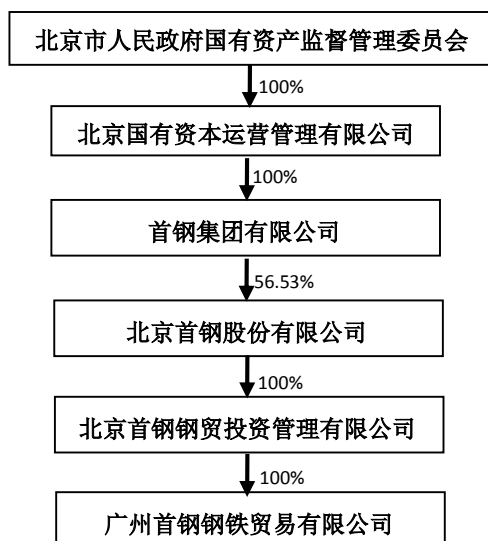 北京市人民政府国有资产监督管理委员会
100%
北京国有资本运营管理有限公司
100%
首钢集团有限公司
56.53%
北京首钢股份有限公司
100%
北京首钢钢贸投资管理有限公司
100%
广州首钢钢铁贸易有限公司